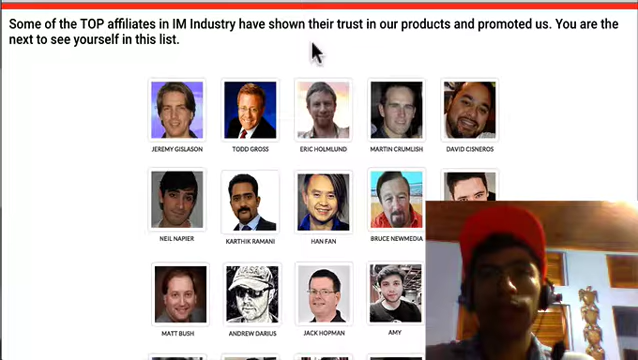 Some of the TOP affiliates in IM Industry have shown their trust in our products and promoted us. You are the
next to see yourself in this list.
JEREMY GISLASON
TODD GROSS
ERIC HOLMLUND
MARTIN CRUMLISH
DAVID CISNEROS
NEIL NAPIER
KARTHIK RAMANI
HAN FAN
BRUCE NEWMEDIA
MATT BUSH
ANDREW DARIUS
JACK HOPMAN
AMY